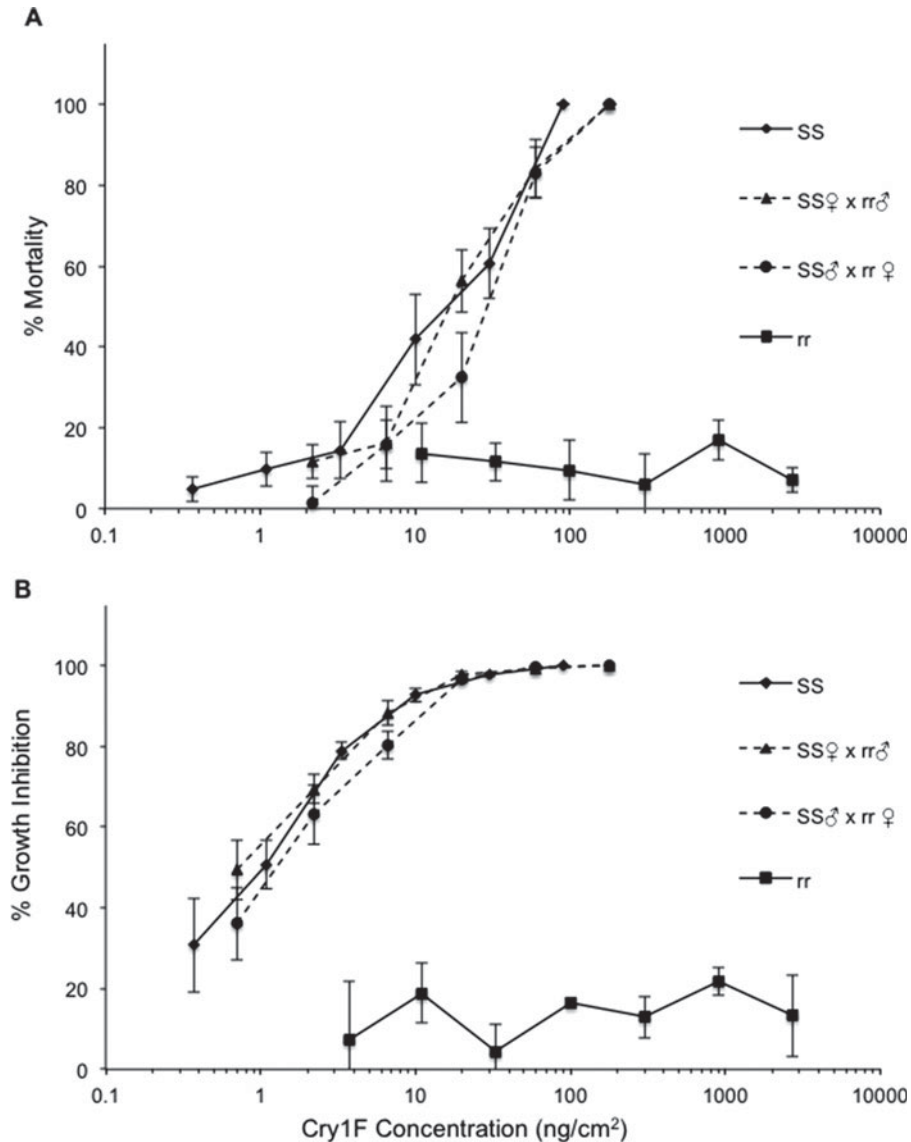 A
% Mortality
100
80
60
40
20
0
0.1 1 10 100 1000 10000
SS
SS♀ x rr♂
SS♂ x rr ♀
rr
B
% Growth Inhibition
100
80
60
40
20
0
0.1 1 10 100 1000 10000
SS
SS♀ x rr♂
SS♂ x rr ♀
rr
Cry1F Concentration (ng/cm²)